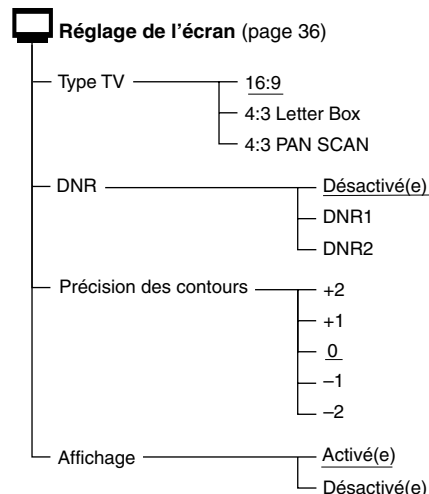 Réglage de l'écran (page 36)
Type TV
16:9
4:3 Letter Box
4:3 PAN SCAN
DNR
Désactivé(e)
DNR1
DNR2
Précision des contours
+2
+1
0
–1
–2
Affichage
Activé(e)
Désactivé(e)